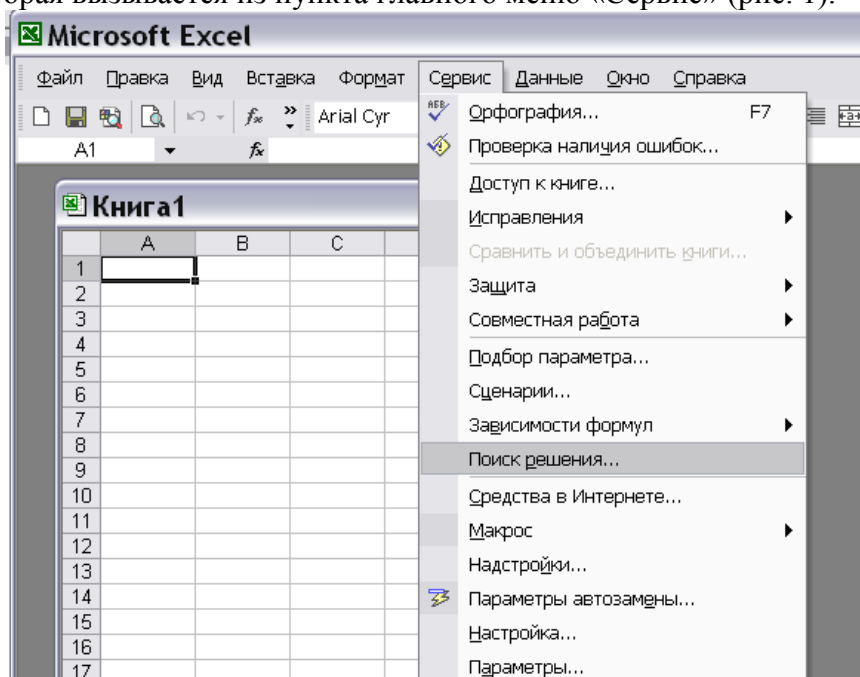 орая вызывается из пункта главного меню «Сервис» (рис. 1).
Microsoft Excel
Файл Правка Вид Вставка Формат Сервис Данные Окно Справка
Arial Cyr
A1 fx
Книга1
A B C
1
2
3
4
5
6
7
8
9
10
11
12
13
14
15
16
17
Орфография... F7
Проверка наличия ошибок...
Доступ к книге...
Исправления
Сравнить и объединить книги...
Защита
Совместная работа
Подбор параметра...
Сценарии...
Зависимости формул
Поиск решения...
Средства в Интернете...
Макрос
Надстройки...
Параметры автозамены...
Настройка...
Параметры...